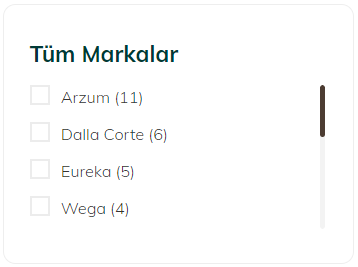 Tüm Markalar
Arzum (11)
Dalla Corte (6)
Eureka (5)
Wega (4)